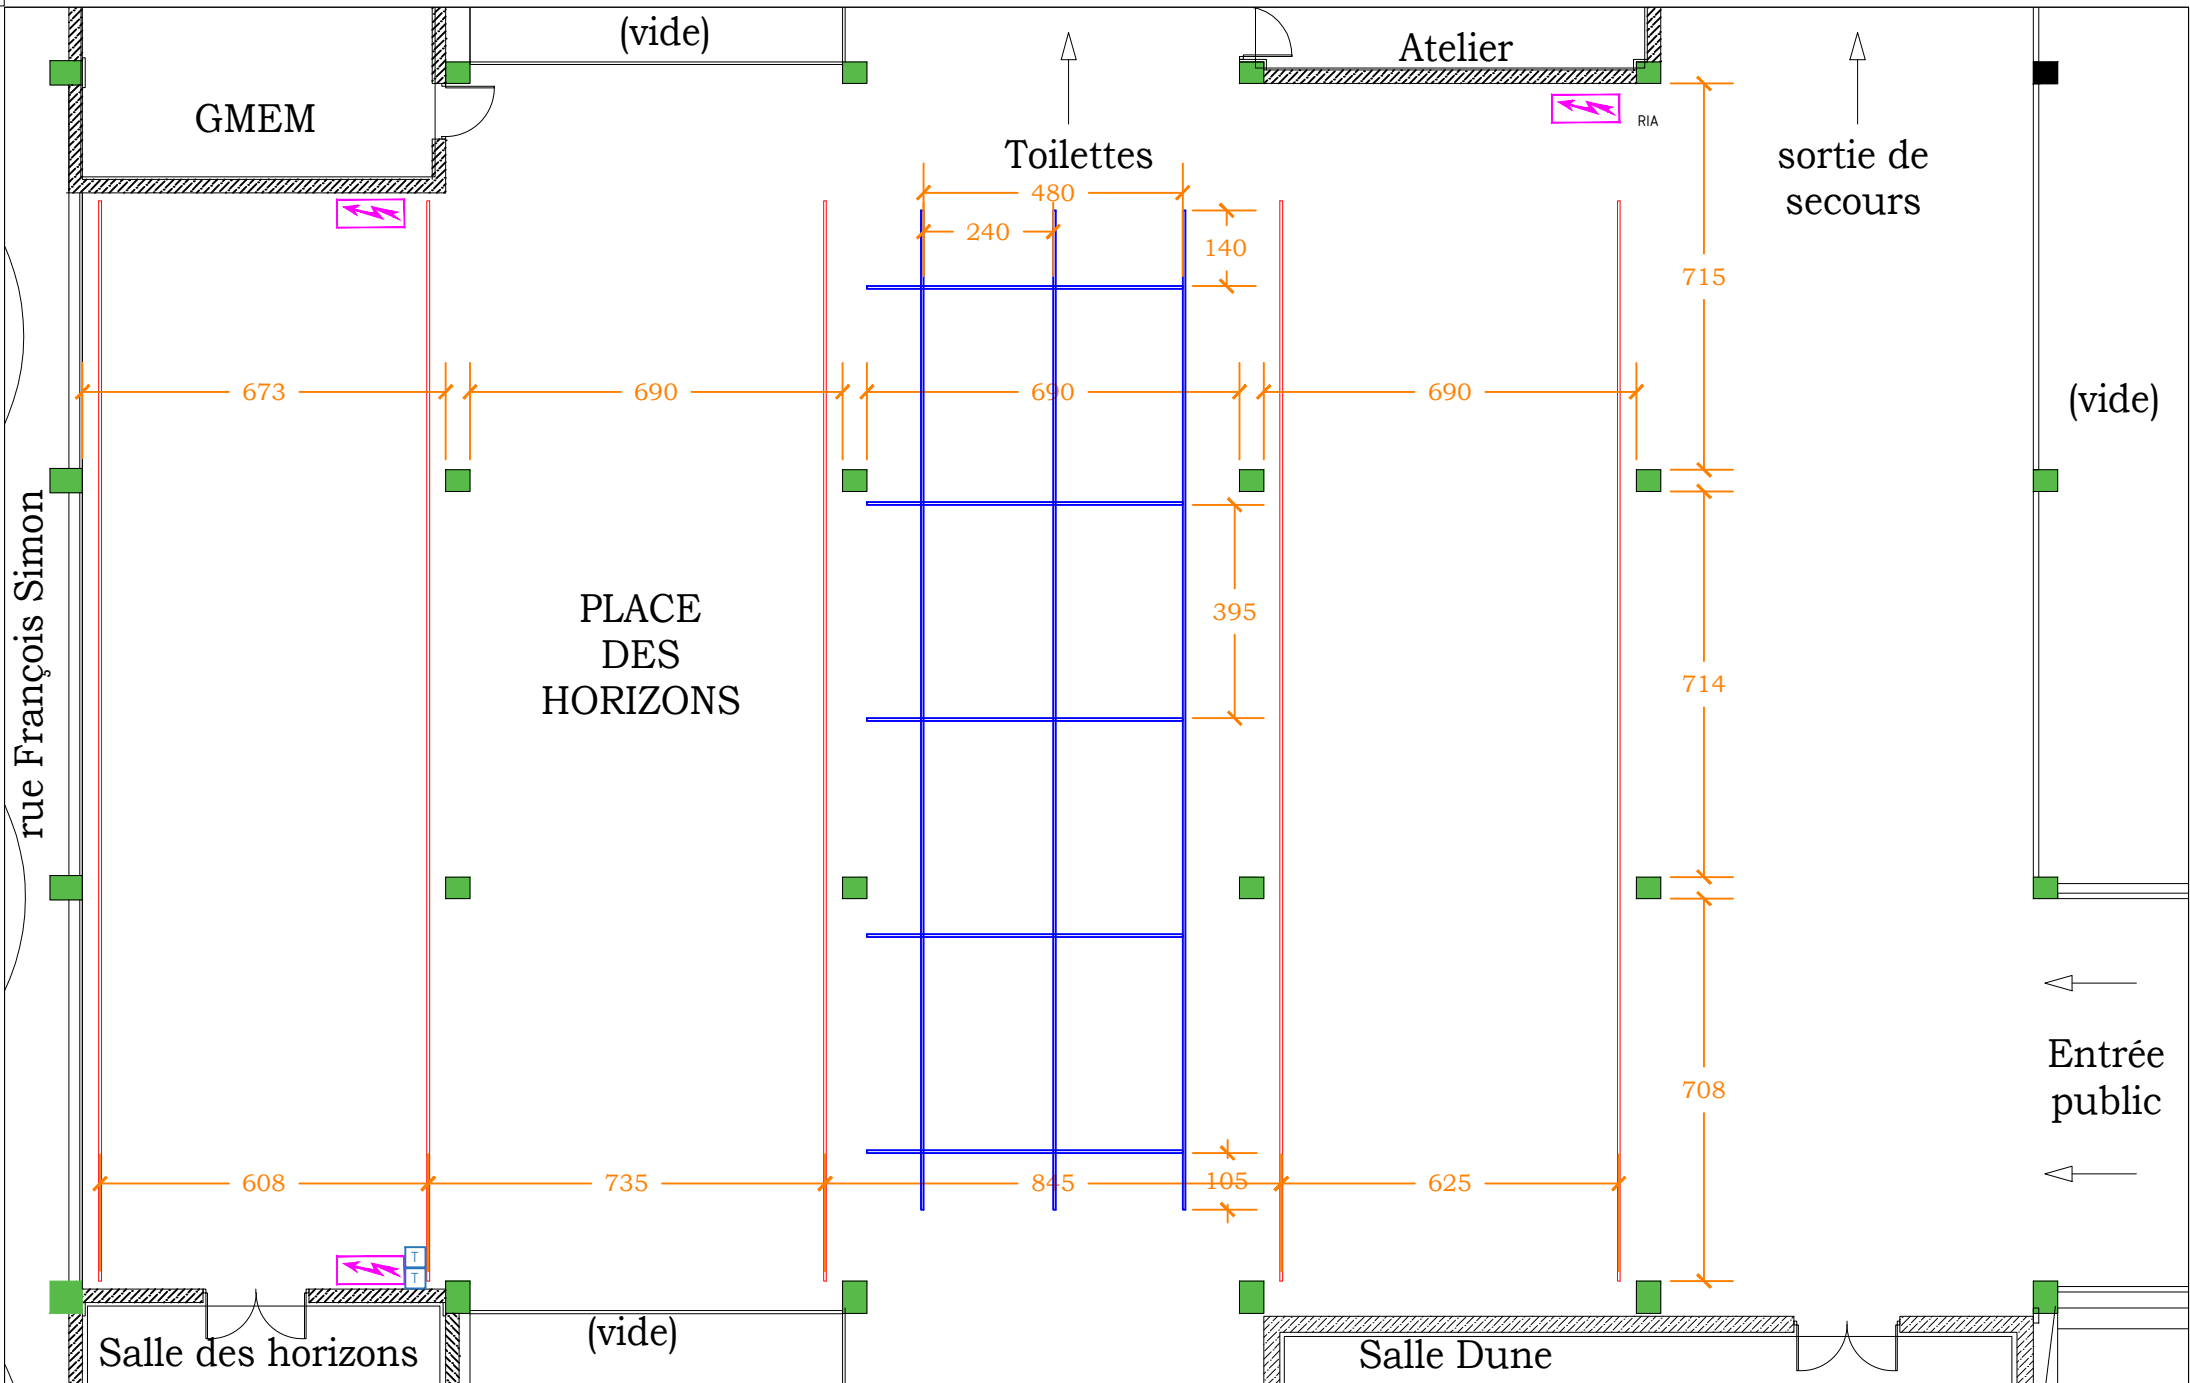 (vide)
Atelier
GMEM
RIA
Toilettes
sortie de
secours
480
240
140
715
673
690
690
690
(vide)
rue François Simon
PLACE
DES
HORIZONS
395
714
Entrée
public
708
608
735
845
105
625
T
T
Salle des horizons
(vide)
Salle Dune